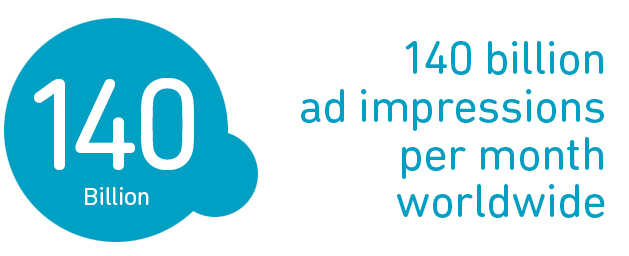 140
Billion
140 billion
ad impressions
per month
worldwide